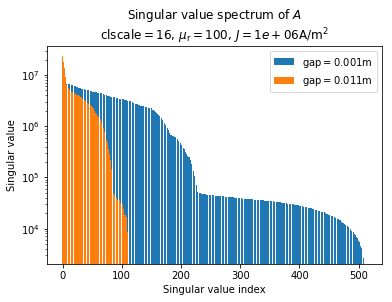 Singular value spectrum of A
clscale = 16, μr = 100, J = 1e + 06A/m²
gap = 0.001m
gap = 0.011m
Singular value
10⁷
10⁶
10⁵
10⁴
0 100 200 300 400 500
Singular value index